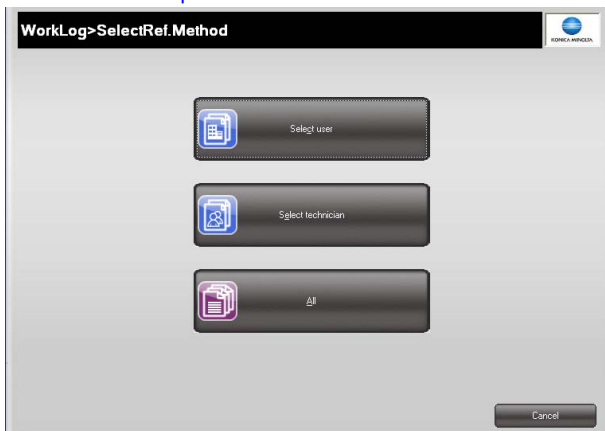 WorkLog>SelectRef.Method
KONICA MINOLTA
Select user
Select technician
All
Cancel